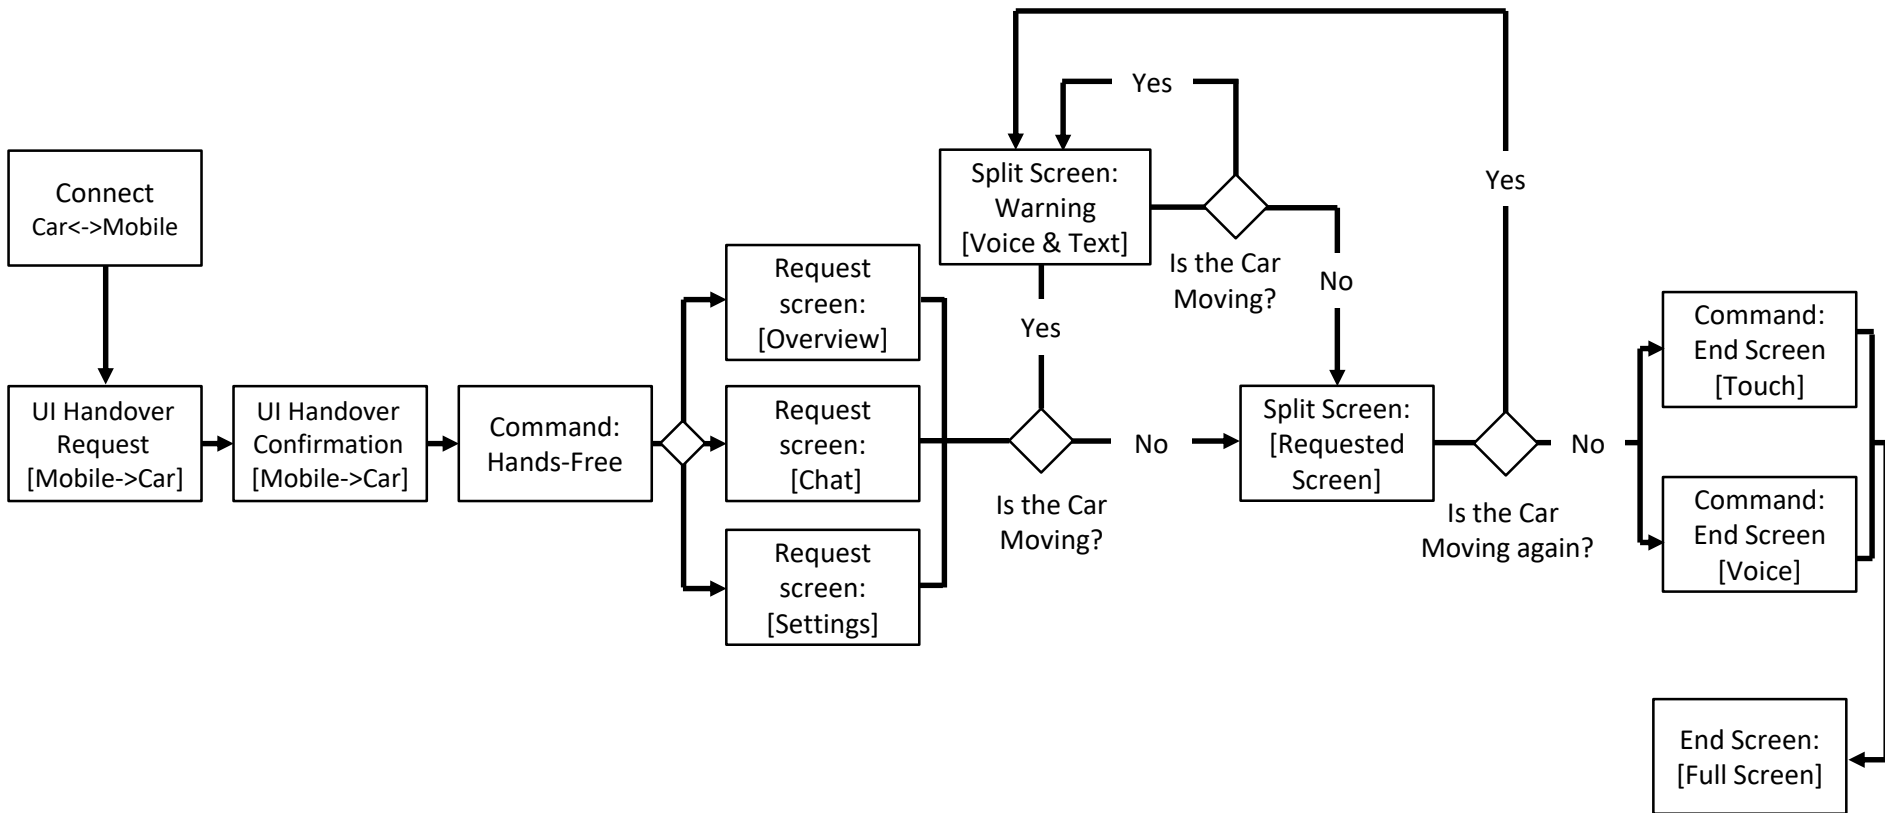 Connect
Car<->Mobile
UI Handover
Request
[Mobile->Car]
UI Handover
Confirmation
[Mobile->Car]
Command:
Hands-Free
Request
screen:
[Overview]
Request
screen:
[Chat]
Request
screen:
[Settings]
Is the Car
Moving?
Yes
No
Split Screen:
Warning
[Voice & Text]
Yes
Is the Car
Moving?
No
Split Screen:
[Requested
Screen]
Yes
Is the Car
Moving again?
No
Command:
End Screen
[Touch]
Command:
End Screen
[Voice]
End Screen:
[Full Screen]